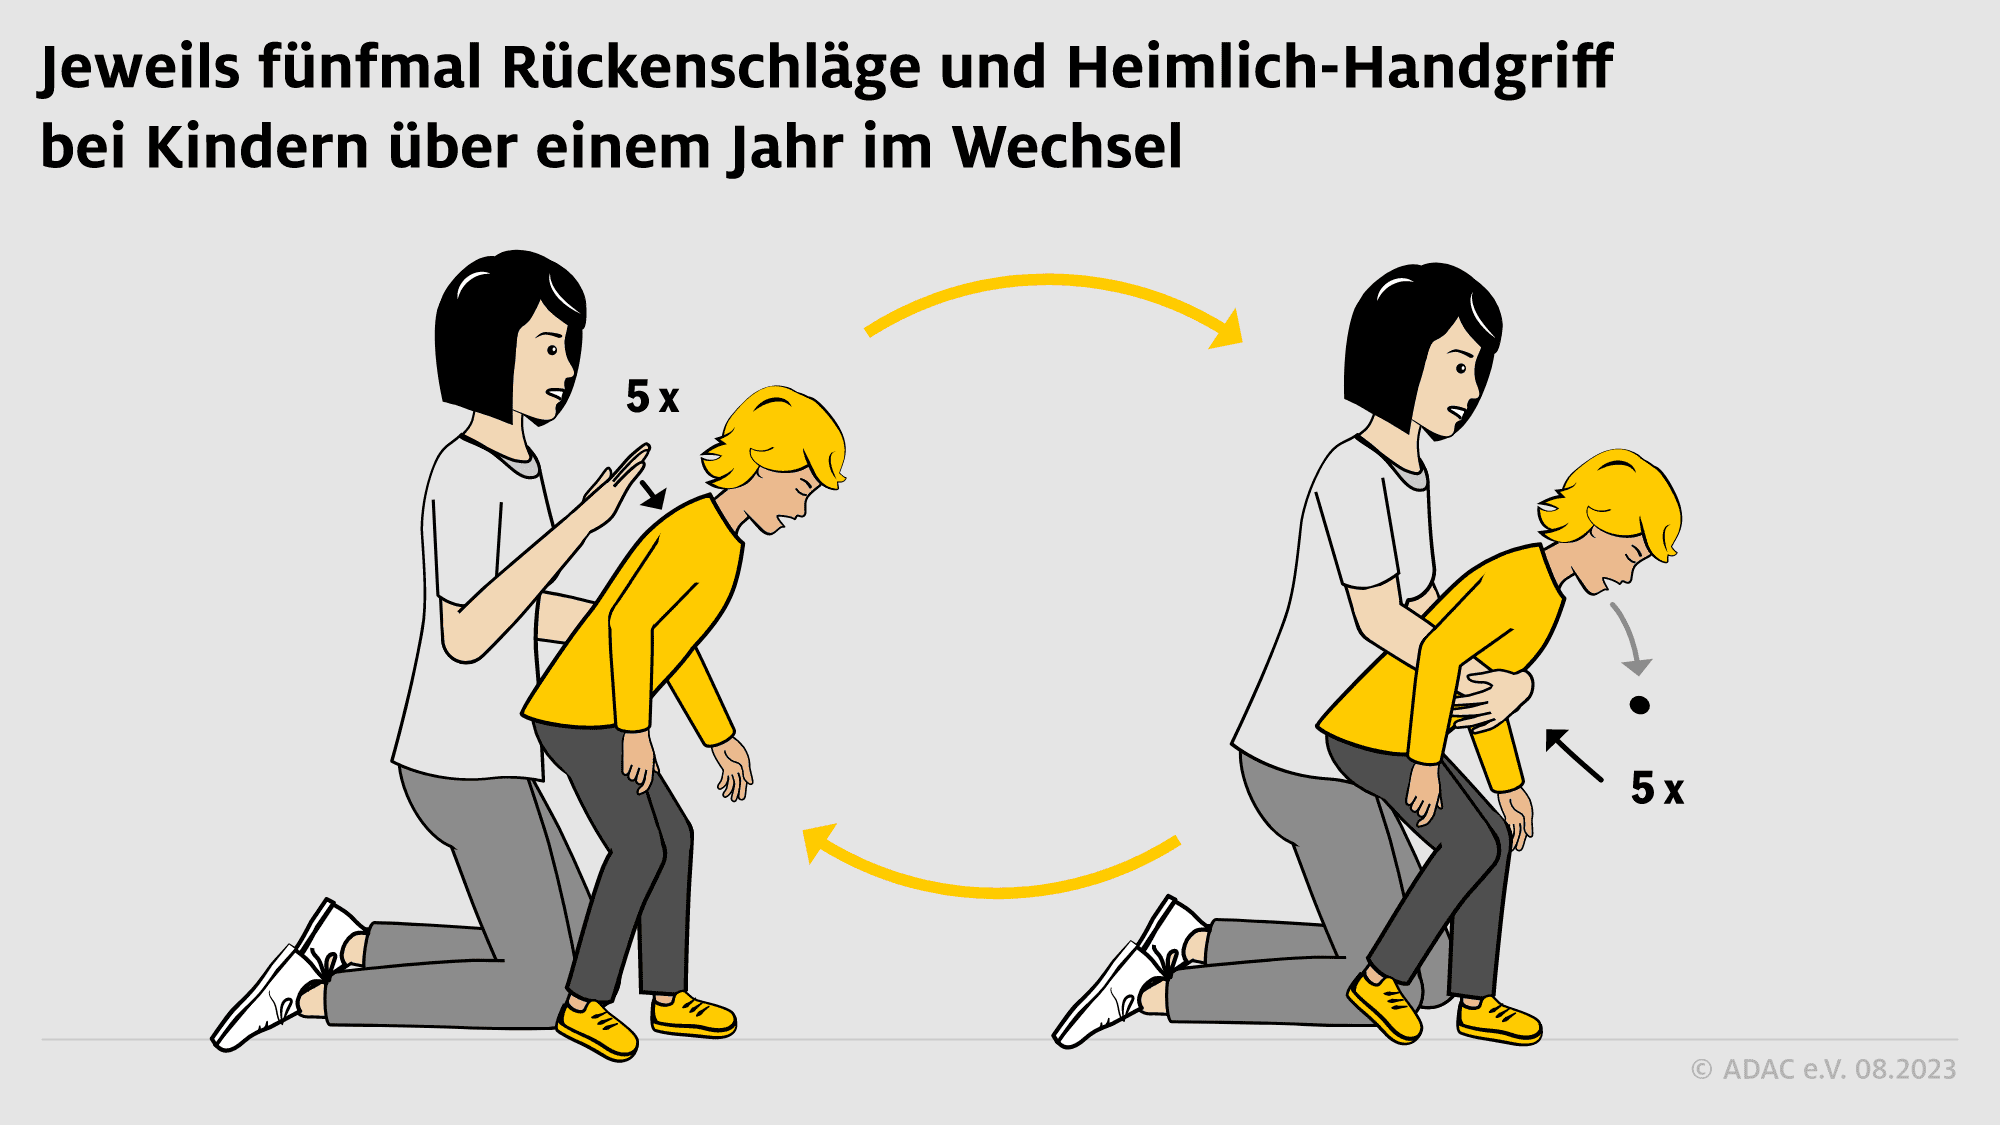 Jeweils fünfmal Rückenschläge und Heimlich-Handgriff
bei Kindern über einem Jahr im Wechsel
5 x
5 x
© ADAC e.V. 08.2023